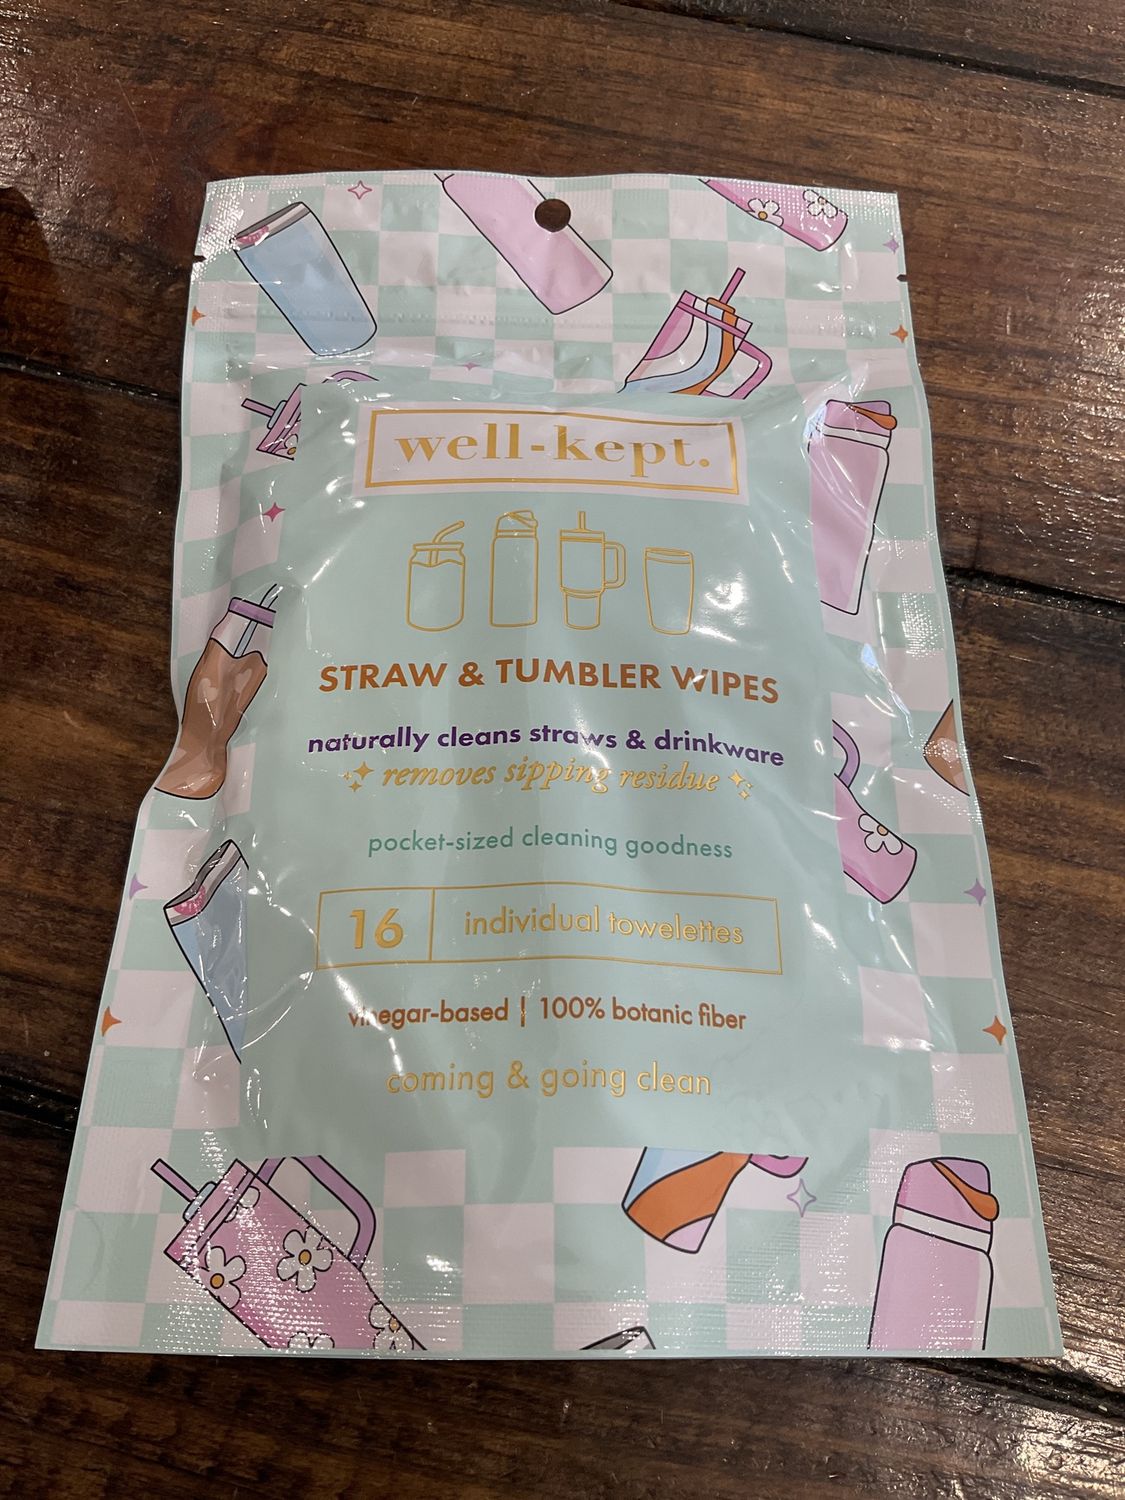 well-kept.
STRAW & TUMBLER WIPES
naturally cleans straws & drinkware
removes sipping residue
pocket-sized cleaning goodness
16 individual towelettes
vinegar-based | 100% botanic fiber
coming & going clean